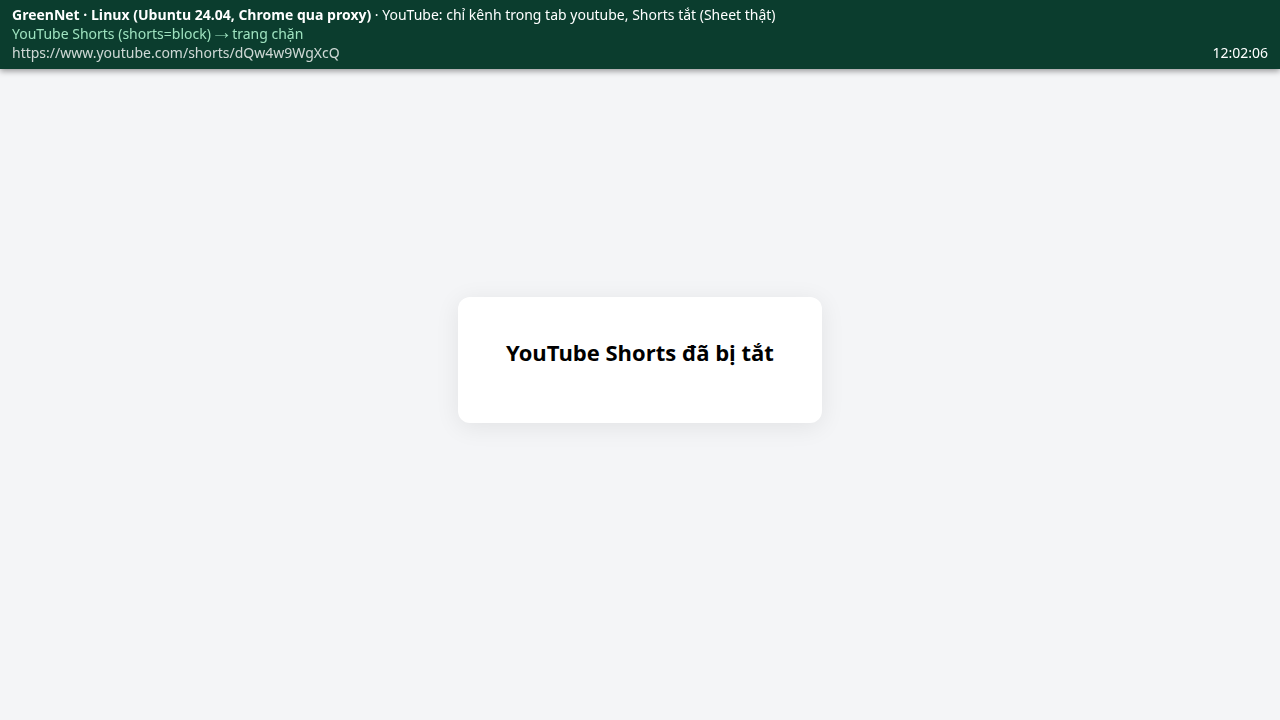 GreenNet · Linux (Ubuntu 24.04, Chrome qua proxy) · YouTube: chỉ kênh trong tab youtube, Shorts tắt (Sheet thật)
YouTube Shorts (shorts=block) → trang chặn
https://www.youtube.com/shorts/dQw4w9WgXcQ
12:02:06
YouTube Shorts đã bị tắt